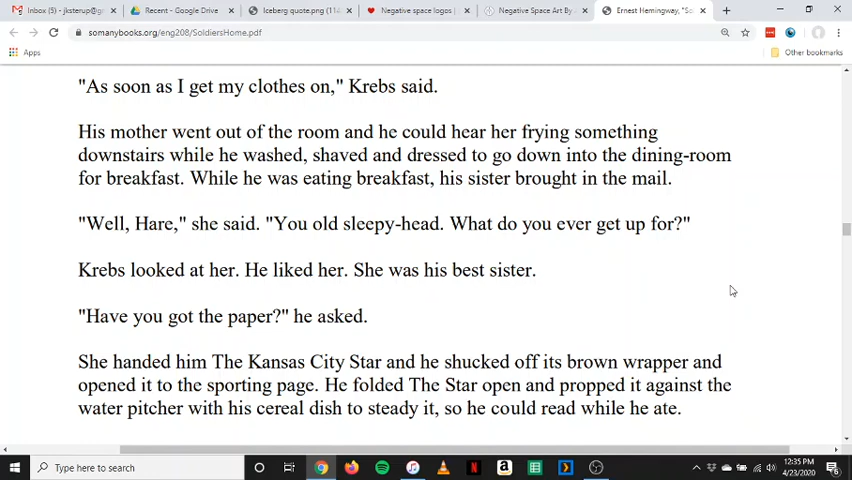 Inbox (5) - jksterup@g
Recent - Google Drive
Iceberg quote.png (114
Negative space logos |
Negative Space Art By
Ernest Hemingway, "So
somanybooks.org/eng208/SoldiersHome.pdf
Apps
Other bookmarks
"As soon as I get my clothes on," Krebs said.
His mother went out of the room and he could hear her frying something
downstairs while he washed, shaved and dressed to go down into the dining-room
for breakfast. While he was eating breakfast, his sister brought in the mail.
"Well, Hare," she said. "You old sleepy-head. What do you ever get up for?"
Krebs looked at her. He liked her. She was his best sister.
"Have you got the paper?" he asked.
She handed him The Kansas City Star and he shucked off its brown wrapper and
opened it to the sporting page. He folded The Star open and propped it against the
water pitcher with his cereal dish to steady it, so he could read while he ate.
Type here to search
12:35 PM
4/23/2020